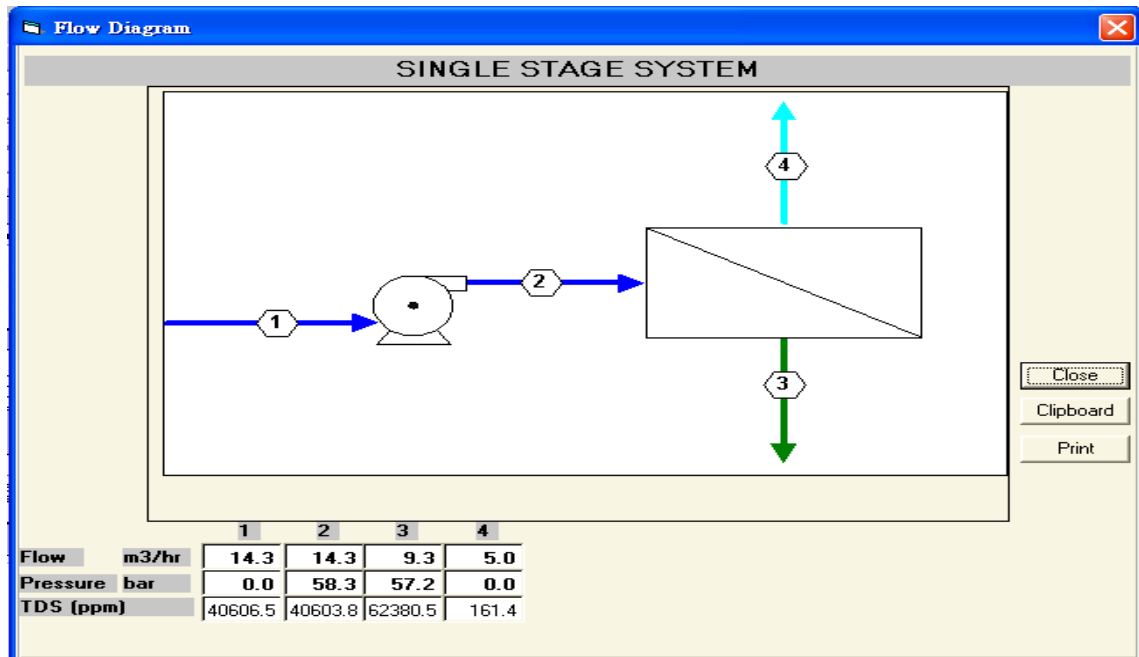 Flow Diagram
SINGLE STAGE SYSTEM
4
2
1
3
Close
Clipboard
Print
1 2 3 4
Flow m3/hr 14.3 14.3 9.3 5.0
Pressure bar 0.0 58.3 57.2 0.0
TDS (ppm) 40606.5 40603.8 62380.5 161.4